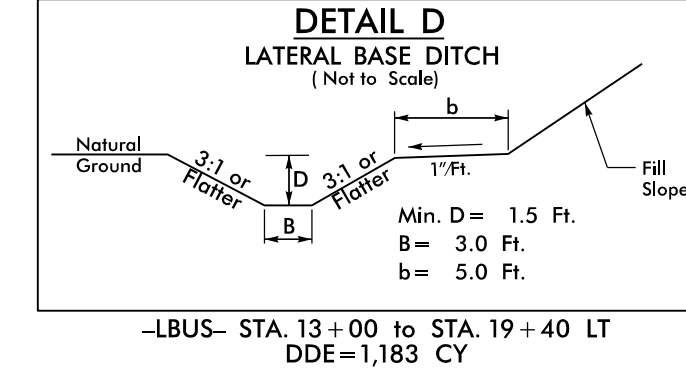 DETAIL D
LATERAL BASE DITCH
( Not to Scale)
b
Natural
Ground
3:1 or
Flatter
D
3:1 or
Flatter
1"/Ft.
B
Fill
Slope
Min. D = 1.5 Ft.
B = 3.0 Ft.
b = 5.0 Ft.
–LBUS– STA. 13+00 to STA. 19+40 LT
DDE=1,183 CY